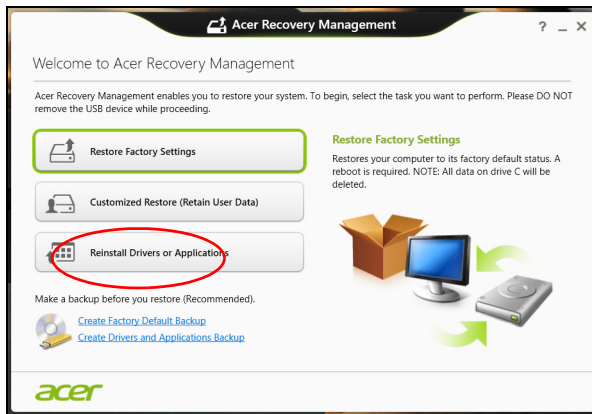 Acer Recovery Management
? _ X
Welcome to Acer Recovery Management
Acer Recovery Management enables you to restore your system. To begin, select the task you want to perform. Please DO NOT
remove the USB device while proceeding.
Restore Factory Settings
Customized Restore (Retain User Data)
Reinstall Drivers or Applications
Make a backup before you restore (Recommended).
Create Factory Default Backup
Create Drivers and Applications Backup
Restore Factory Settings
Restores your computer to its factory default status. A
reboot is required. NOTE: All data on drive C will be
deleted.
acer